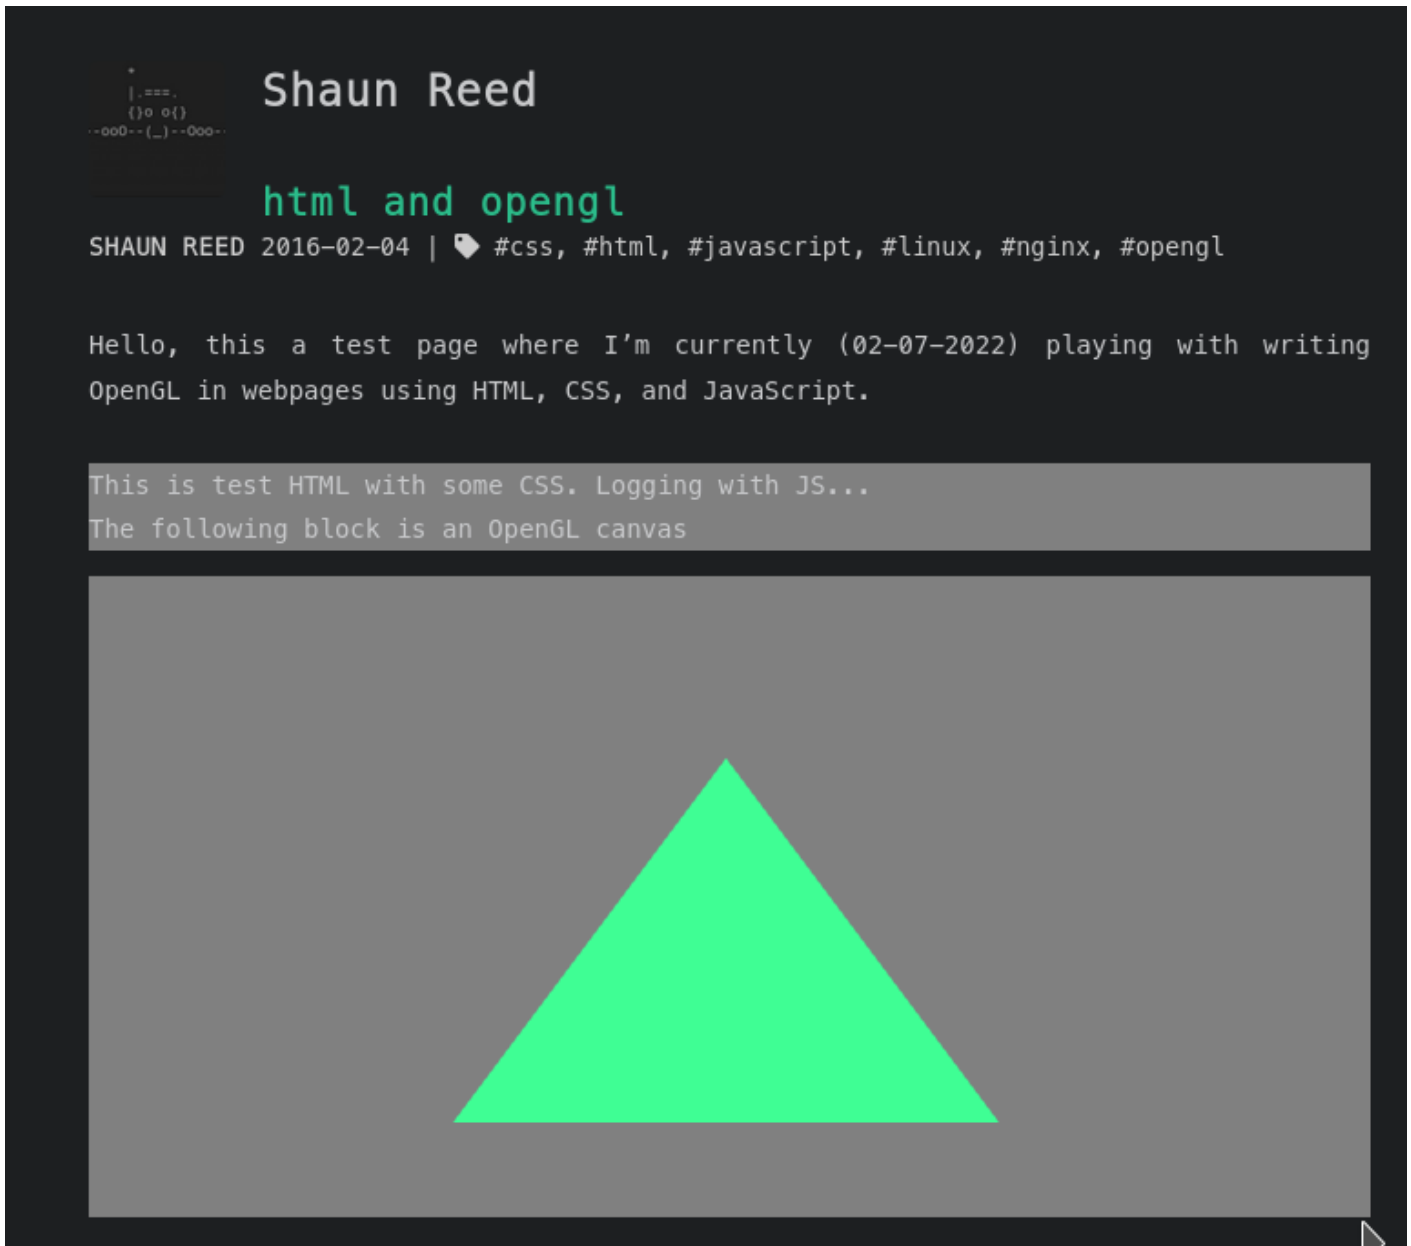 +
|.===.
{}o o{}
--ooO--(_)--Ooo--
Shaun Reed
html and opengl
SHAUN REED 2016-02-04 | #css, #html, #javascript, #linux, #nginx, #opengl
Hello, this a test page where I’m currently (02-07-2022) playing with writing
OpenGL in webpages using HTML, CSS, and JavaScript.
This is test HTML with some CSS. Logging with JS...
The following block is an OpenGL canvas